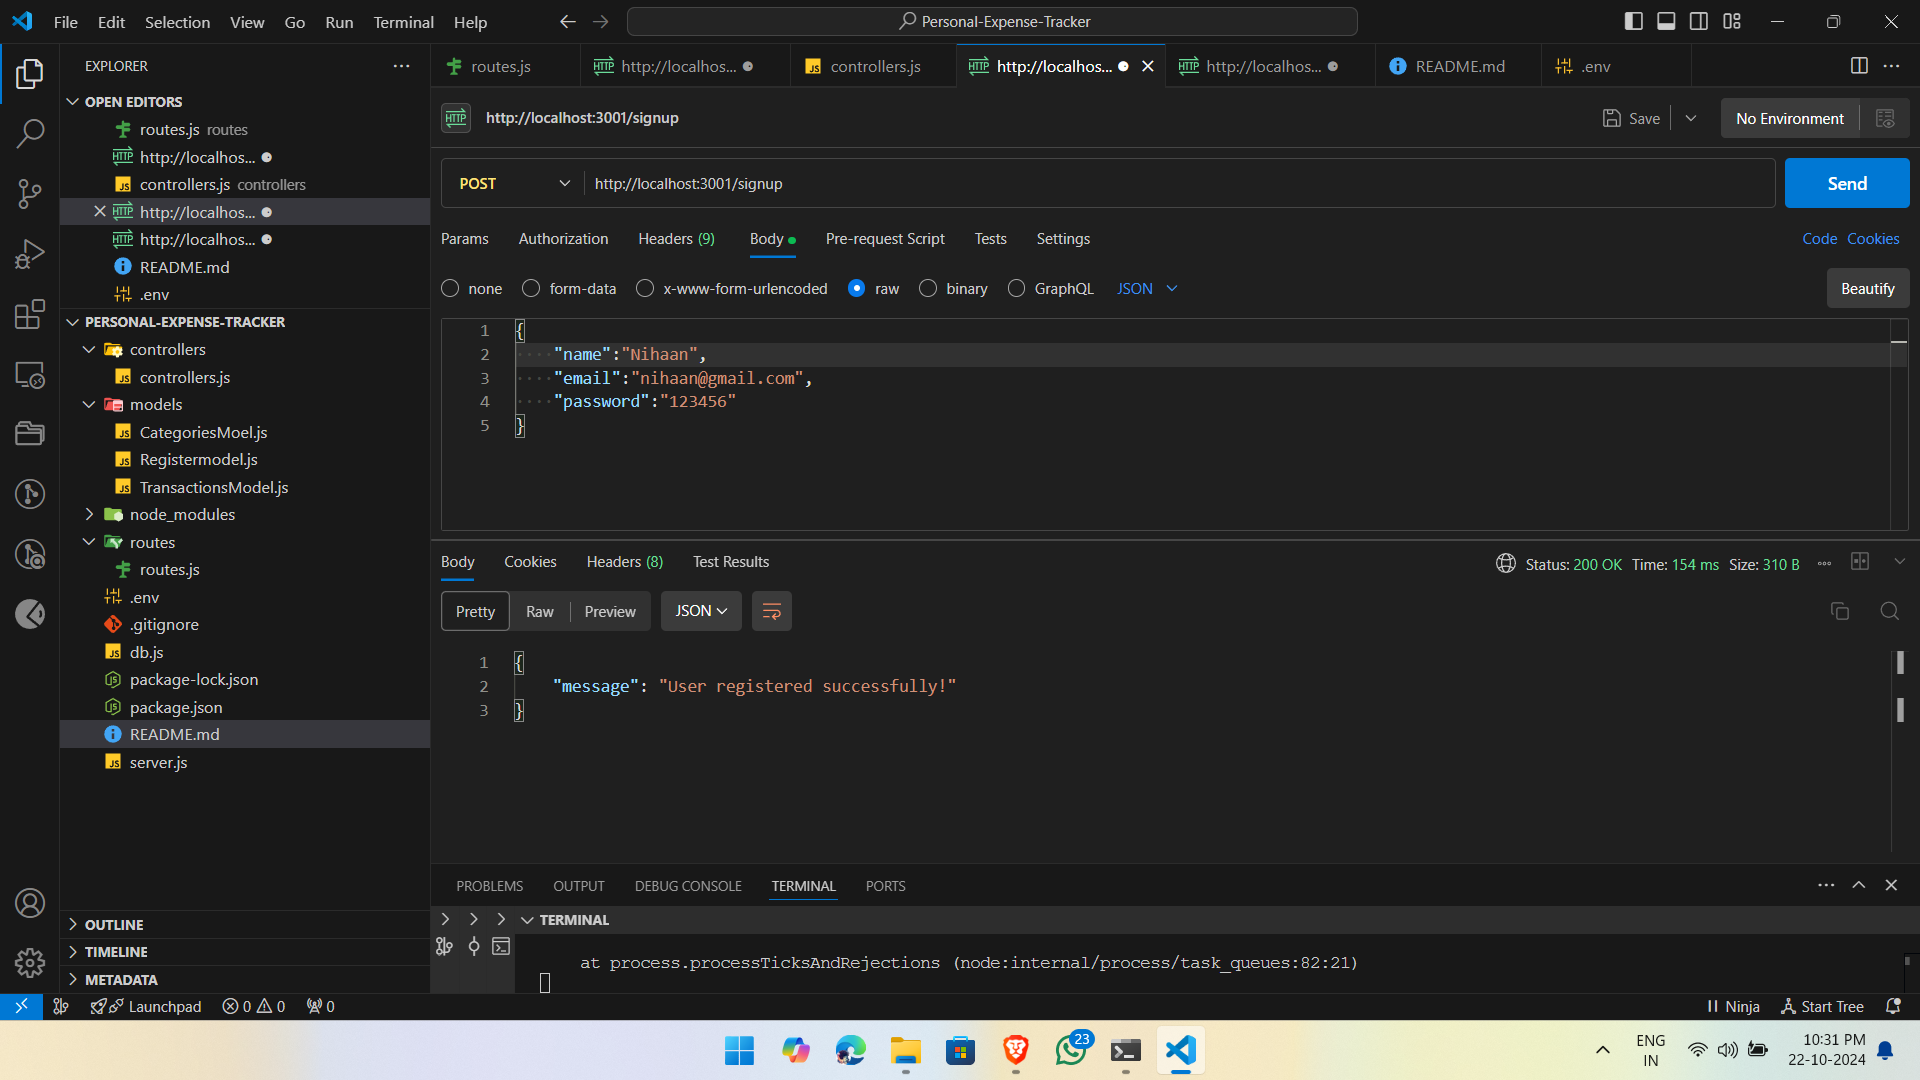 File Edit Selection View Go Run Terminal Help
Personal-Expense-Tracker
EXPLORER
OPEN EDITORS
routes.js routes
http://localhos...
controllers.js controllers
http://localhos...
http://localhos...
README.md
.env
PERSONAL-EXPENSE-TRACKER
controllers
controllers.js
models
CategoriesMoel.js
Registermodel.js
TransactionsModel.js
node_modules
routes
routes.js
.env
.gitignore
db.js
package-lock.json
package.json
README.md
server.js
OUTLINE
TIMELINE
METADATA
routes.js http://localhos... controllers.js http://localhos... http://localhos... README.md .env
HTTP http://localhost:3001/signup Save No Environment
POST http://localhost:3001/signup Send
Params Authorization Headers (9) Body Pre-request Script Tests Settings Code Cookies
none form-data x-www-form-urlencoded raw binary GraphQL JSON Beautify
1 {
2 "name":"Nihaan",
3 "email":"nihaan@gmail.com",
4 "password":"123456"
5 }
Body Cookies Headers (8) Test Results Status: 200 OK Time: 154 ms Size: 310 B
Pretty Raw Preview JSON
1 {
2 "message": "User registered successfully!"
3 }
PROBLEMS OUTPUT DEBUG CONSOLE TERMINAL PORTS
TERMINAL
at process.processTicksAndRejections (node:internal/process/task_queues:82:21)
Launchpad 0 0 0 Ninja Start Tree
23
ENG
IN
10:31 PM
22-10-2024